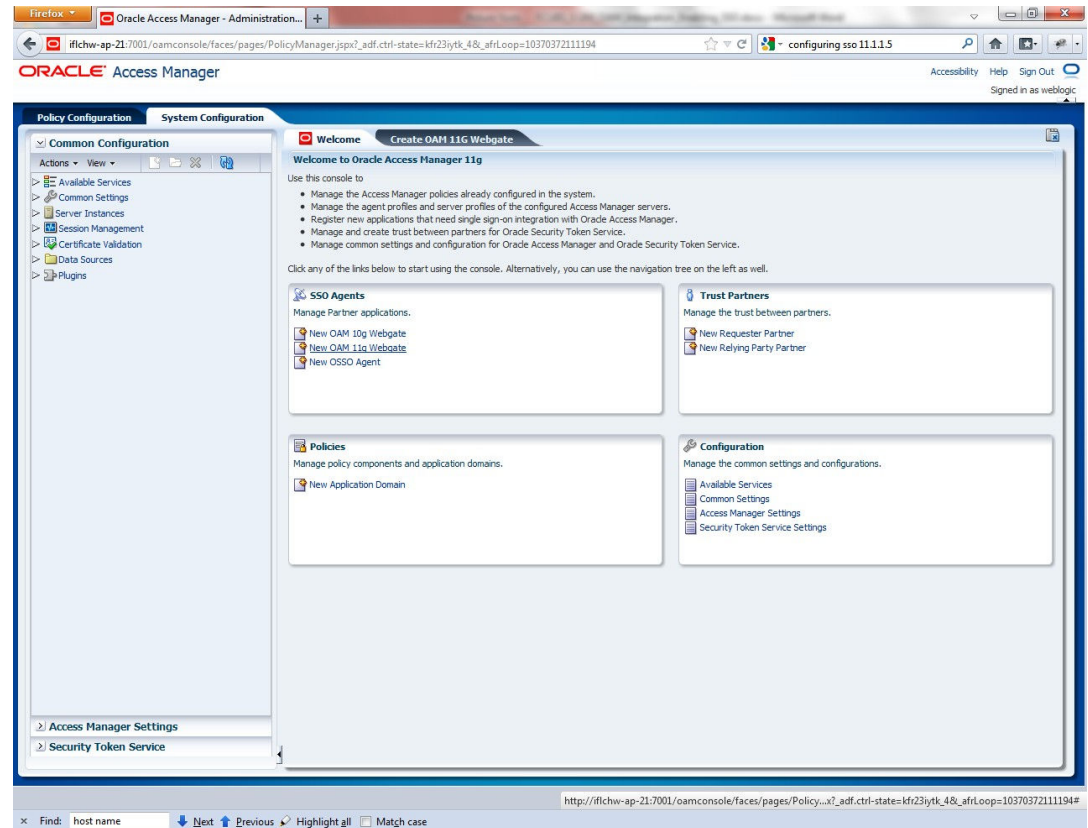 Firefox
Oracle Access Manager - Administration...
iflchw-ap-21:7001/oamconsole/faces/pages/PolicyManager.jspx?_adf.ctrl-state=kfr23iytk_4&_afrLoop=10370372111194
configuring sso 11.1.1.5
ORACLE Access Manager
Accessibility Help Sign Out
Signed in as weblogic
Policy Configuration System Configuration
Common Configuration
Actions View
Available Services
Common Settings
Server Instances
Session Management
Certificate Validation
Data Sources
Plugins
Access Manager Settings
Security Token Service
Welcome Create OAM 11G Webgate
Welcome to Oracle Access Manager 11g
Use this console to
• Manage the Access Manager policies already configured in the system.
• Manage the agent profiles and server profiles of the configured Access Manager servers.
• Register new applications that need single sign-on integration with Oracle Access Manager.
• Manage and create trust between partners for Oracle Security Token Service.
• Manage common settings and configuration for Oracle Access Manager and Oracle Security Token Service.
Click any of the links below to start using the console. Alternatively, you can use the navigation tree on the left as well.
SSO Agents
Manage Partner applications.
New OAM 10g Webgate
New OAM 11g Webgate
New OSSO Agent
Trust Partners
Manage the trust between partners.
New Requester Partner
New Relying Party Partner
Policies
Manage policy components and application domains.
New Application Domain
Configuration
Manage the common settings and configurations.
Available Services
Common Settings
Access Manager Settings
Security Token Service Settings
http://iflchw-ap-21:7001/oamconsole/faces/pages/Policy...x?_adf.ctrl-state=kfr23iytk_4&_afrLoop=10370372111194#
× Find: host name Next Previous Highlight all Match case